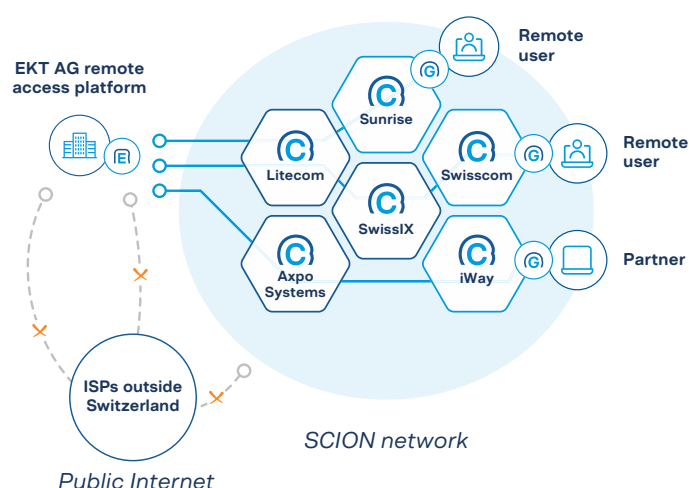 Remote
user
EKT AG remote
access platform
G
C
Sunrise
E
C
Litecom
C
Swisscom
G
Remote
user
C
SwissIX
C
Axpo
Systems
C
iWay
G
Partner
ISPs outside
Switzerland
SCION network
Public Internet